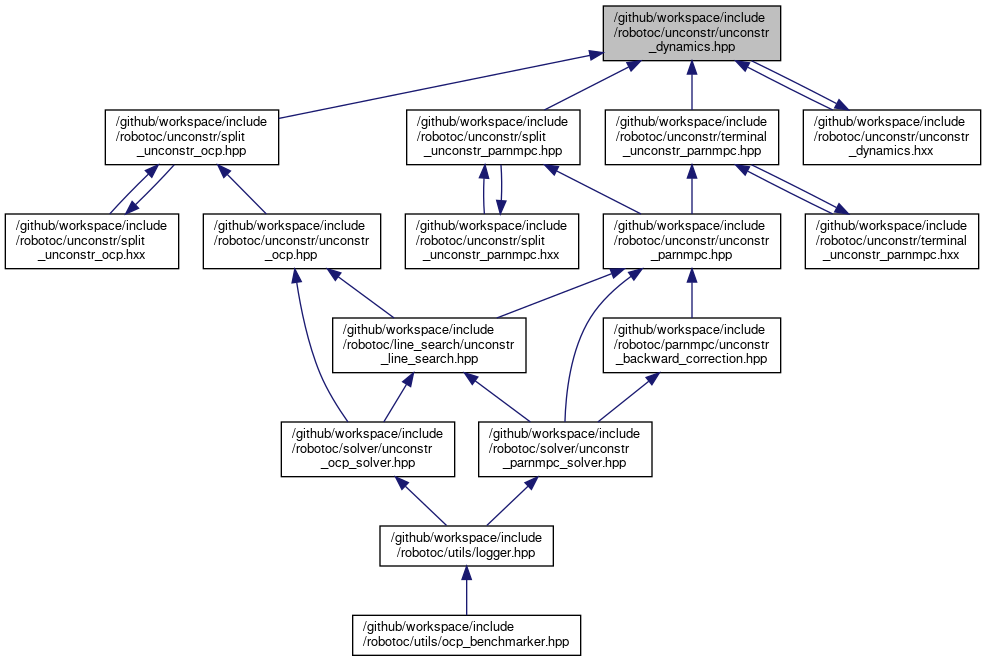 /github/workspace/include
/robotoc/unconstr/unconstr
_dynamics.hpp
/github/workspace/include
/robotoc/unconstr/split
_unconstr_ocp.hpp
/github/workspace/include
/robotoc/unconstr/split
_unconstr_parnmpc.hpp
/github/workspace/include
/robotoc/unconstr/terminal
_unconstr_parnmpc.hpp
/github/workspace/include
/robotoc/unconstr/unconstr
_dynamics.hxx
/github/workspace/include
/robotoc/unconstr/split
_unconstr_ocp.hxx
/github/workspace/include
/robotoc/unconstr/unconstr
_ocp.hpp
/github/workspace/include
/robotoc/unconstr/split
_unconstr_parnmpc.hxx
/github/workspace/include
/robotoc/unconstr/unconstr
_parnmpc.hpp
/github/workspace/include
/robotoc/unconstr/terminal
_unconstr_parnmpc.hxx
/github/workspace/include
/robotoc/line_search/unconstr
_line_search.hpp
/github/workspace/include
/robotoc/parnmpc/unconstr
_backward_correction.hpp
/github/workspace/include
/robotoc/solver/unconstr
_ocp_solver.hpp
/github/workspace/include
/robotoc/solver/unconstr
_parnmpc_solver.hpp
/github/workspace/include
/robotoc/utils/logger.hpp
/github/workspace/include
/robotoc/utils/ocp_benchmarker.hpp